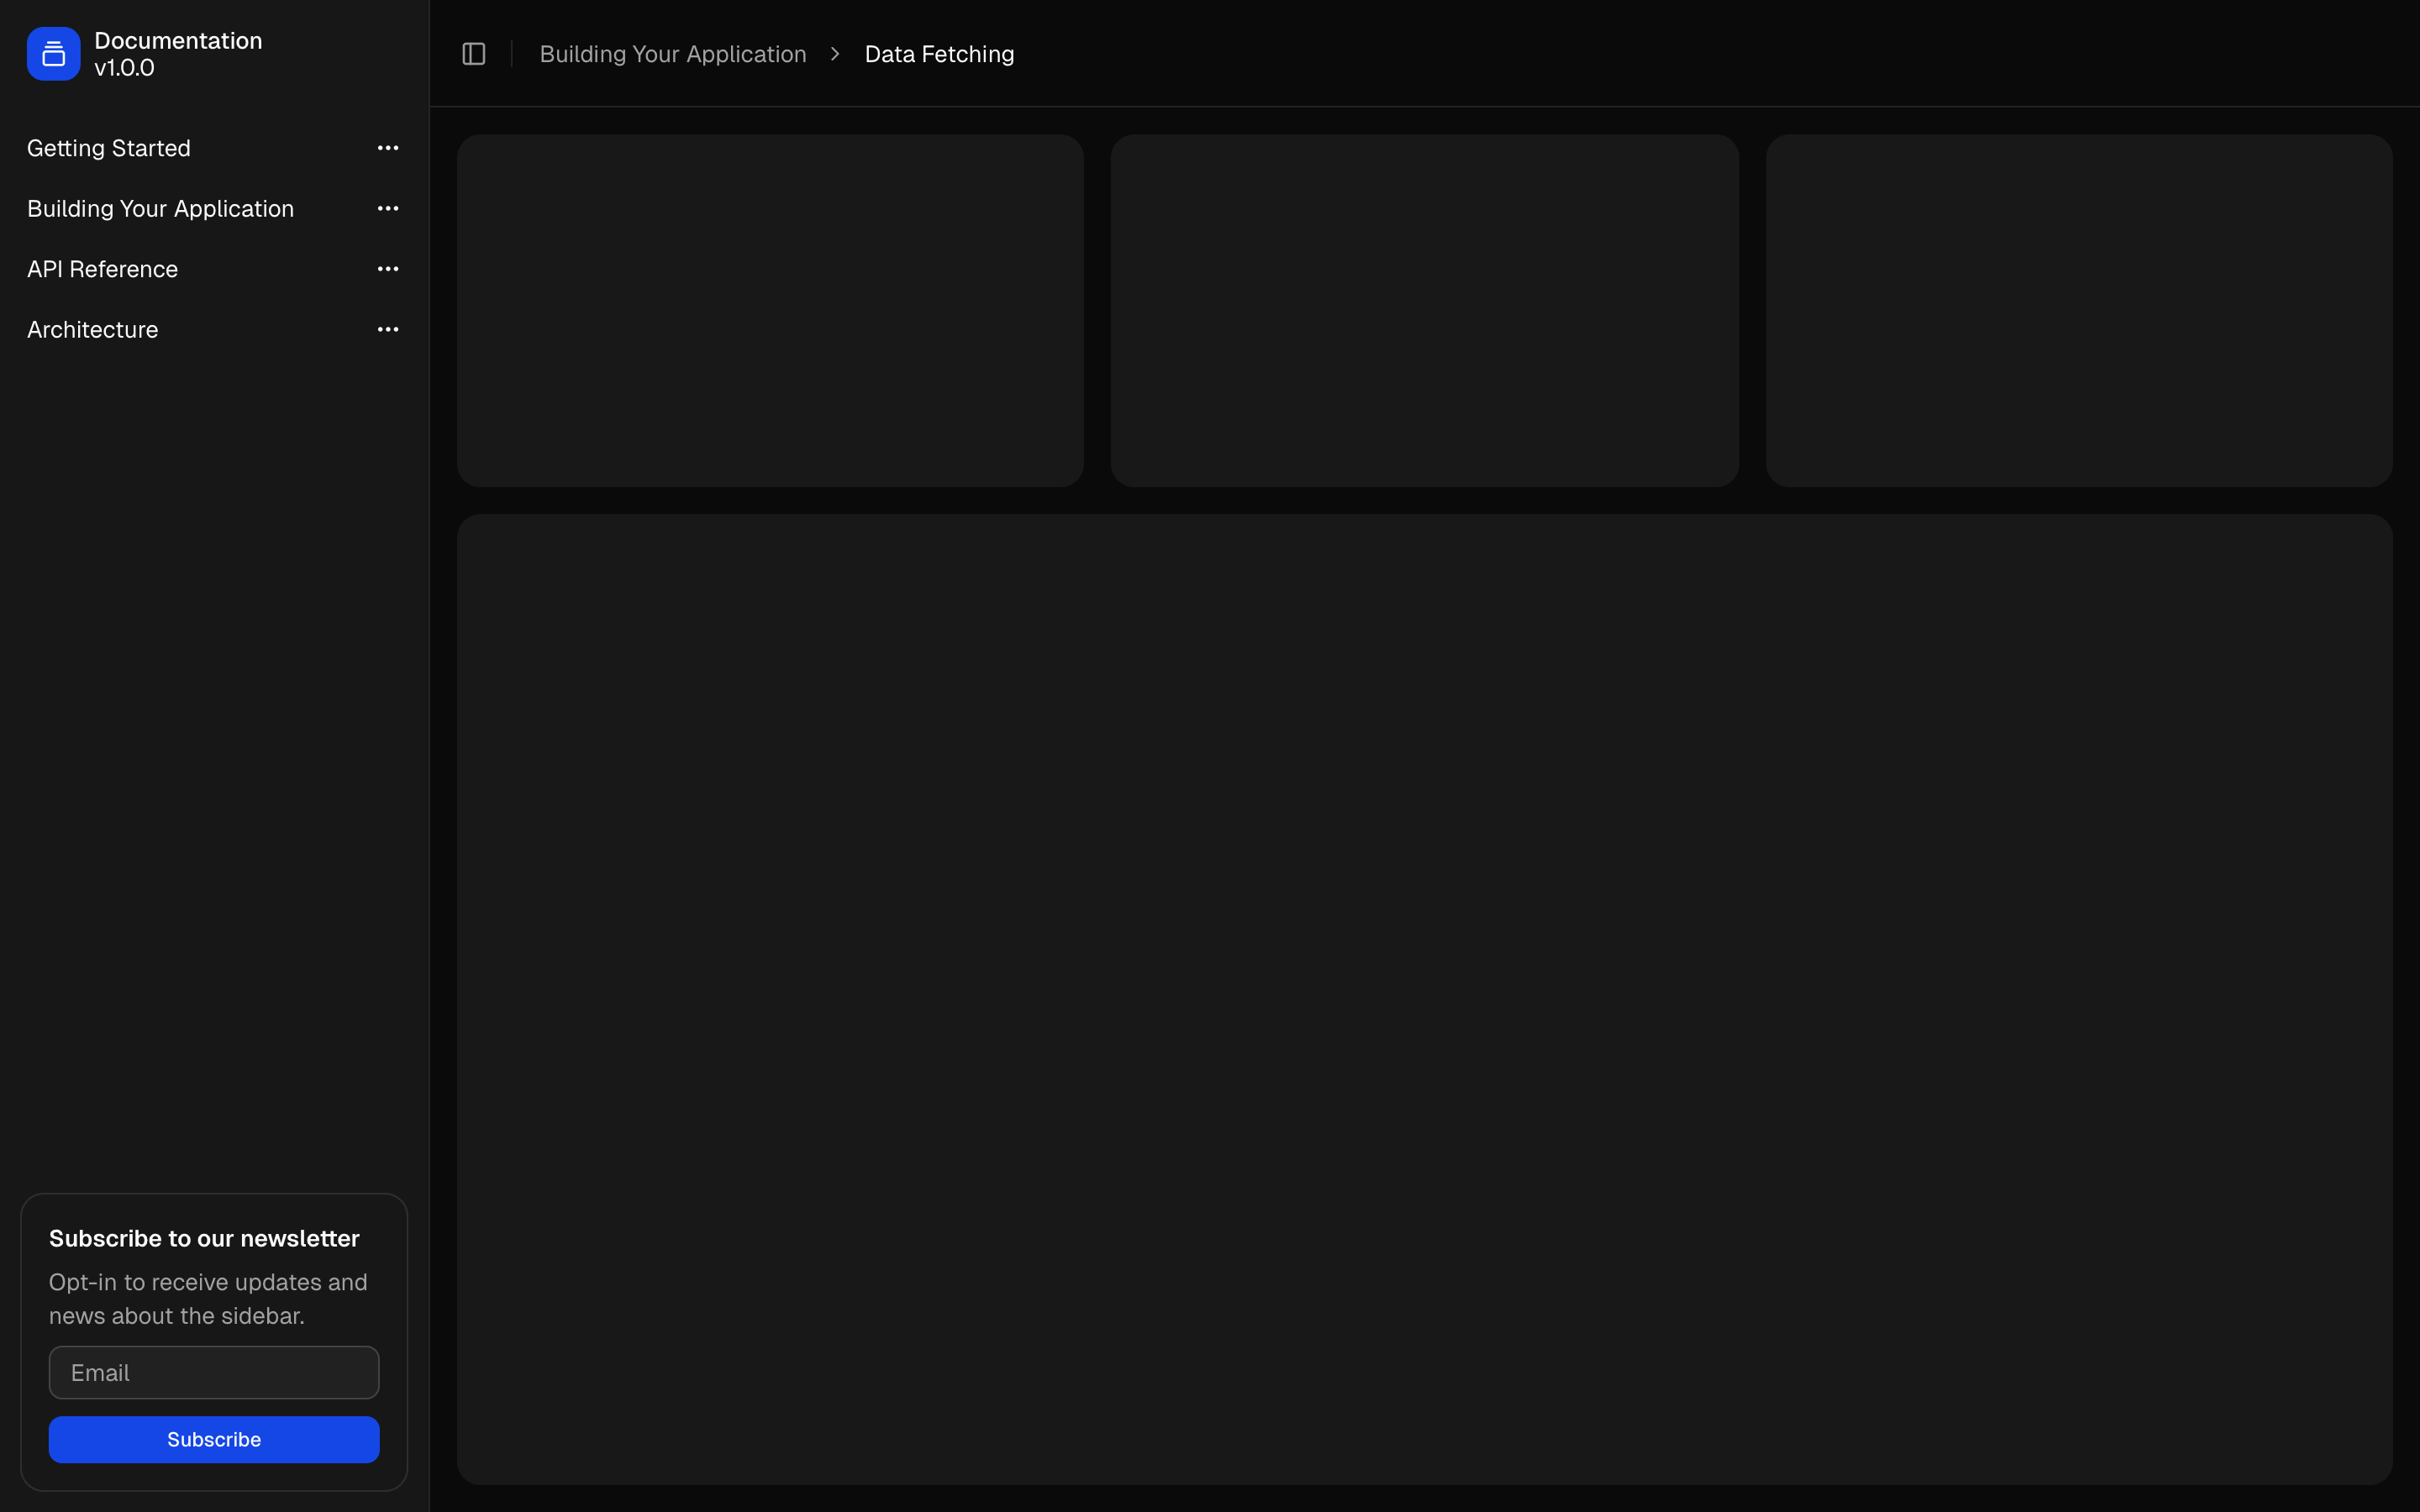 Documentation
v1.0.0
Getting Started
Building Your Application
API Reference
Architecture
Subscribe to our newsletter
Opt-in to receive updates and
news about the sidebar.
Email
Subscribe
Building Your Application
Data Fetching